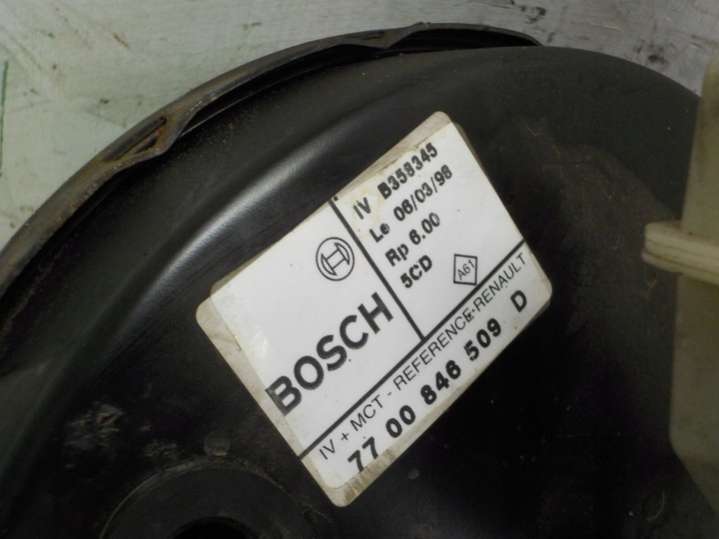 BOSCH
IV B358345
Le 06/03/98
Rp 6.00
5CD
A61
IV + MCT - REFERENCE-RENAULT
77 00 846 509 D